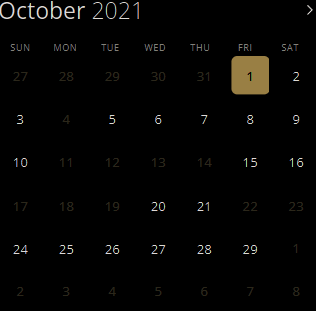 October 2021 >
SUN MON TUE WED THU FRI SAT
27 28 29 30 31 1 2
3 4 5 6 7 8 9
10 11 12 13 14 15 16
17 18 19 20 21 22 23
24 25 26 27 28 29 1
2 3 4 5 6 7 8